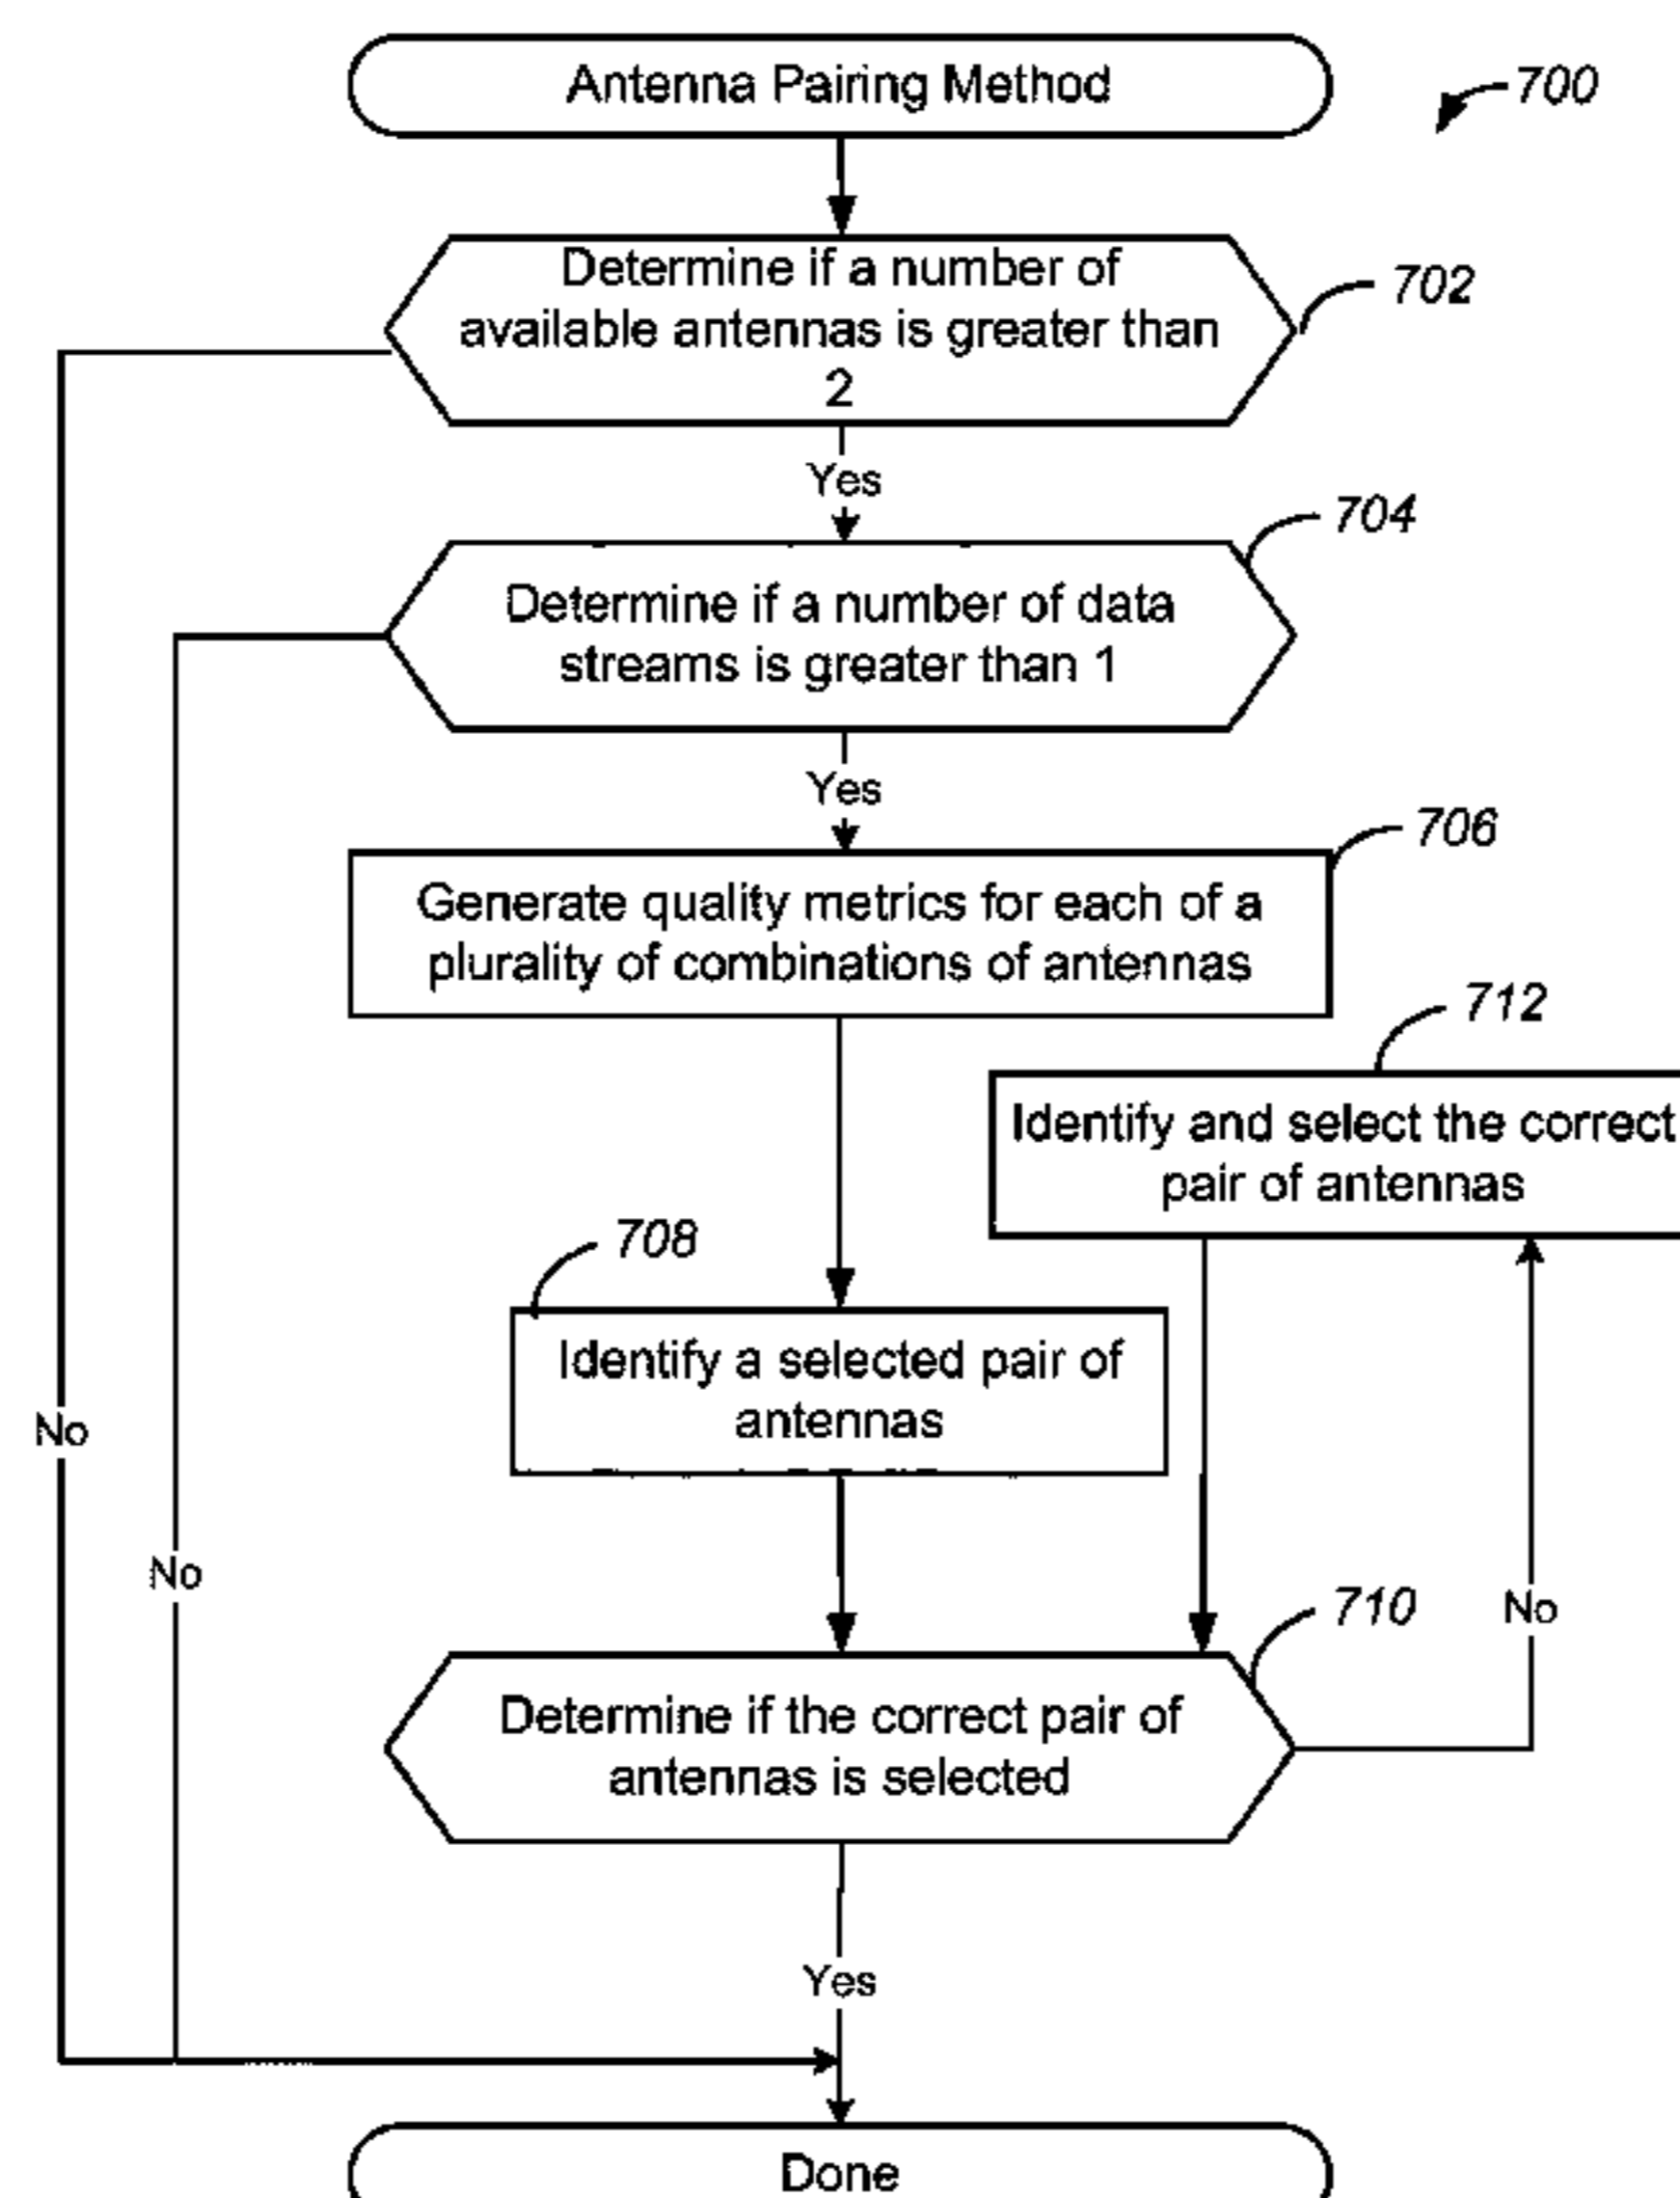 Antenna Pairing Method
700
Determine if a number of
available antennas is greater than
2
702
Yes
704
Determine if a number of data
streams is greater than 1
Yes
706
Generate quality metrics for each of a
plurality of combinations of antennas
712
Identify and select the correct
pair of antennas
708
Identify a selected pair of
antennas
No
No
710
No
Determine if the correct pair of
antennas is selected
Yes
Done